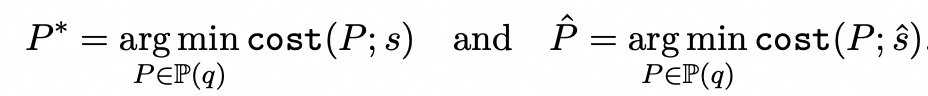 P* = arg min cost(P; s) and P̂ = arg min cost(P; ŝ).
P∈ℙ(q) P∈ℙ(q)